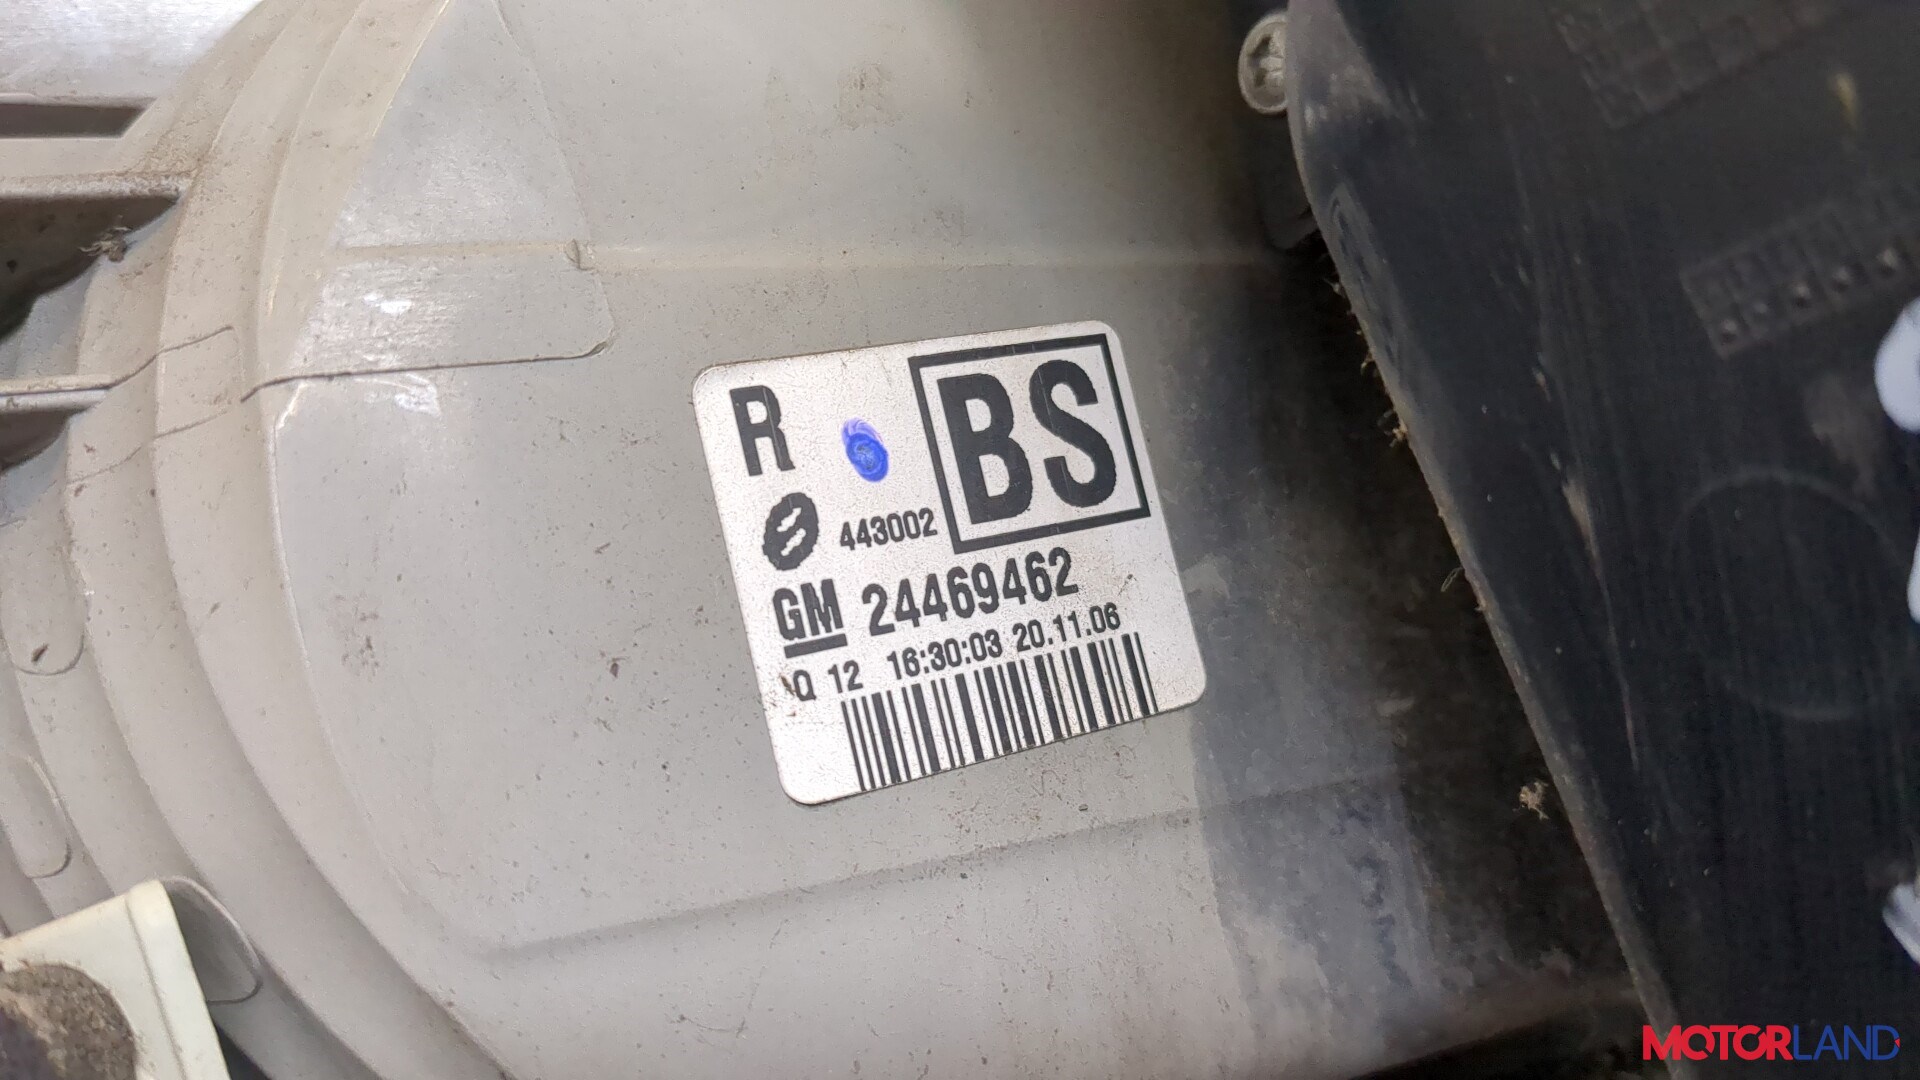 R
BS
443002
GM 24469462
Q 12 16:30:03 20.11.06
MOTORLAND